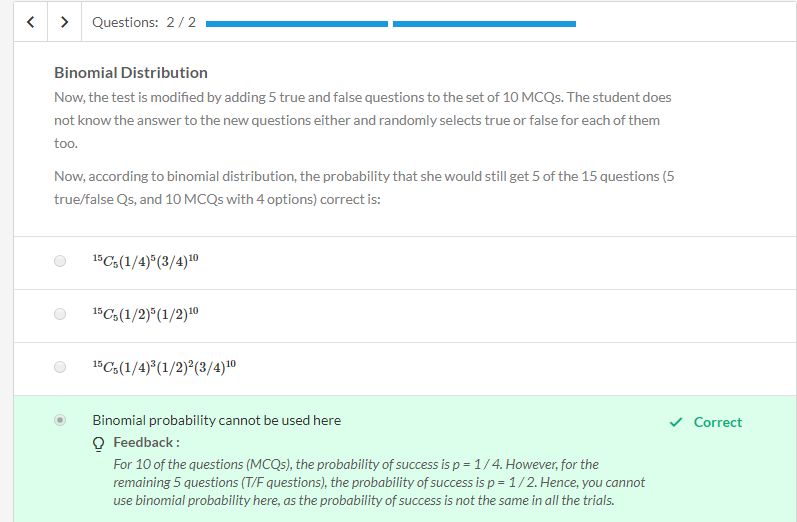 Questions: 2 / 2
Binomial Distribution
Now, the test is modified by adding 5 true and false questions to the set of 10 MCQs. The student does
not know the answer to the new questions either and randomly selects true or false for each of them
too.
Now, according to binomial distribution, the probability that she would still get 5 of the 15 questions (5
true/false Qs, and 10 MCQs with 4 options) correct is:
¹⁵C₅(1/4)⁵(3/4)¹⁰
¹⁵C₅(1/2)⁵(1/2)¹⁰
¹⁵C₅(1/4)³(1/2)²(3/4)¹⁰
Binomial probability cannot be used here
Correct
Feedback :
For 10 of the questions (MCQs), the probability of success is p = 1 / 4. However, for the
remaining 5 questions (T/F questions), the probability of success is p = 1 / 2. Hence, you cannot
use binomial probability here, as the probability of success is not the same in all the trials.